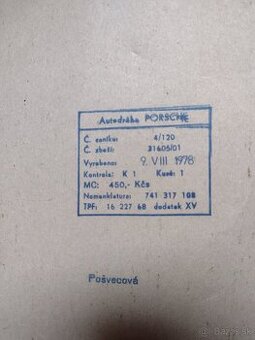 Autodráha PORSCHE
Č. ceníku: 4/120
Č. zboží: 31605/01
Vyrobeno: 9. VIII 1978
Kontrola: K 1 Kusů: 1
MC: 450,- Kčs
Nomenklatura: 741 317 108
TPF: 16 227 68 dodatek XV
Pošvecová